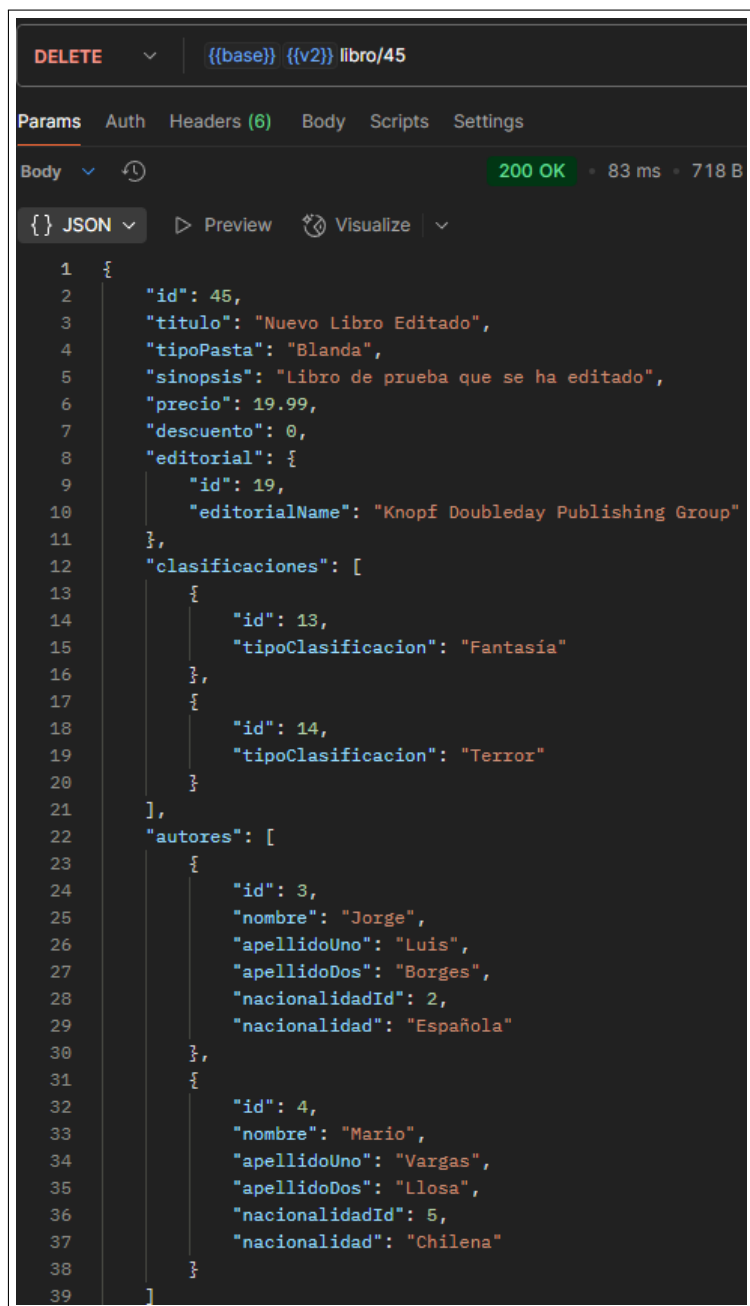 DELETE {{base}} {{v2}} libro/45
Params Auth Headers (6) Body Scripts Settings
Body 200 OK • 83 ms • 718 B
{} JSON Preview Visualize
1 {
2 "id": 45,
3 "titulo": "Nuevo Libro Editado",
4 "tipoPasta": "Blanda",
5 "sinopsis": "Libro de prueba que se ha editado",
6 "precio": 19.99,
7 "descuento": 0,
8 "editorial": {
9 "id": 19,
10 "editorialName": "Knopf Doubleday Publishing Group"
11 },
12 "clasificaciones": [
13 {
14 "id": 13,
15 "tipoClasificacion": "Fantasía"
16 },
17 {
18 "id": 14,
19 "tipoClasificacion": "Terror"
20 }
21 ],
22 "autores": [
23 {
24 "id": 3,
25 "nombre": "Jorge",
26 "apellidoUno": "Luis",
27 "apellidoDos": "Borges",
28 "nacionalidadId": 2,
29 "nacionalidad": "Española"
30 },
31 {
32 "id": 4,
33 "nombre": "Mario",
34 "apellidoUno": "Vargas",
35 "apellidoDos": "Llosa",
36 "nacionalidadId": 5,
37 "nacionalidad": "Chilena"
38 }
39 ]